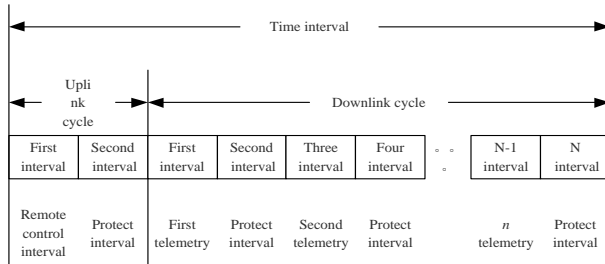 Time interval
Upli
nk
cycle
Downlink cycle
First
interval
Second
interval
First
interval
Second
interval
Three
interval
Four
interval
N-1
interval
N
interval
Remote
control
interval
Protect
interval
First
telemetry
Protect
interval
Second
telemetry
Protect
interval
n
telemetry
Protect
interval